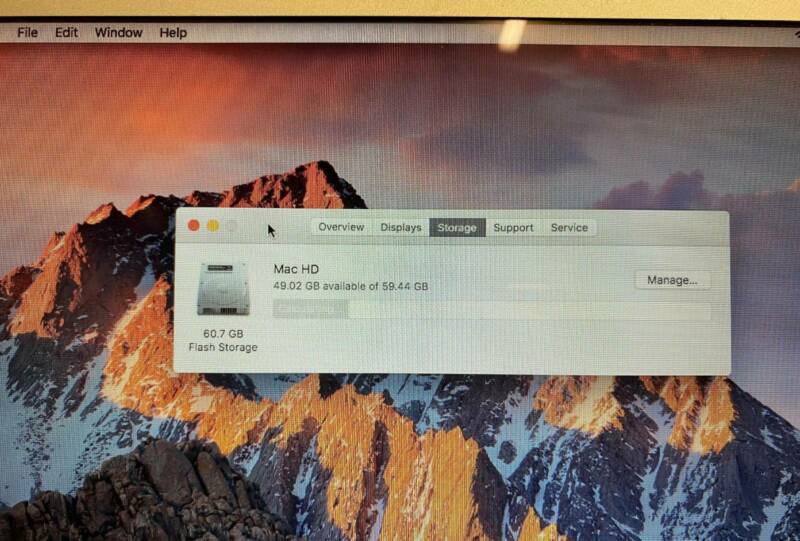 File Edit Window Help
Overview Displays Storage Support Service
Mac HD
49.02 GB available of 59.44 GB
Manage...
60.7 GB
Flash Storage